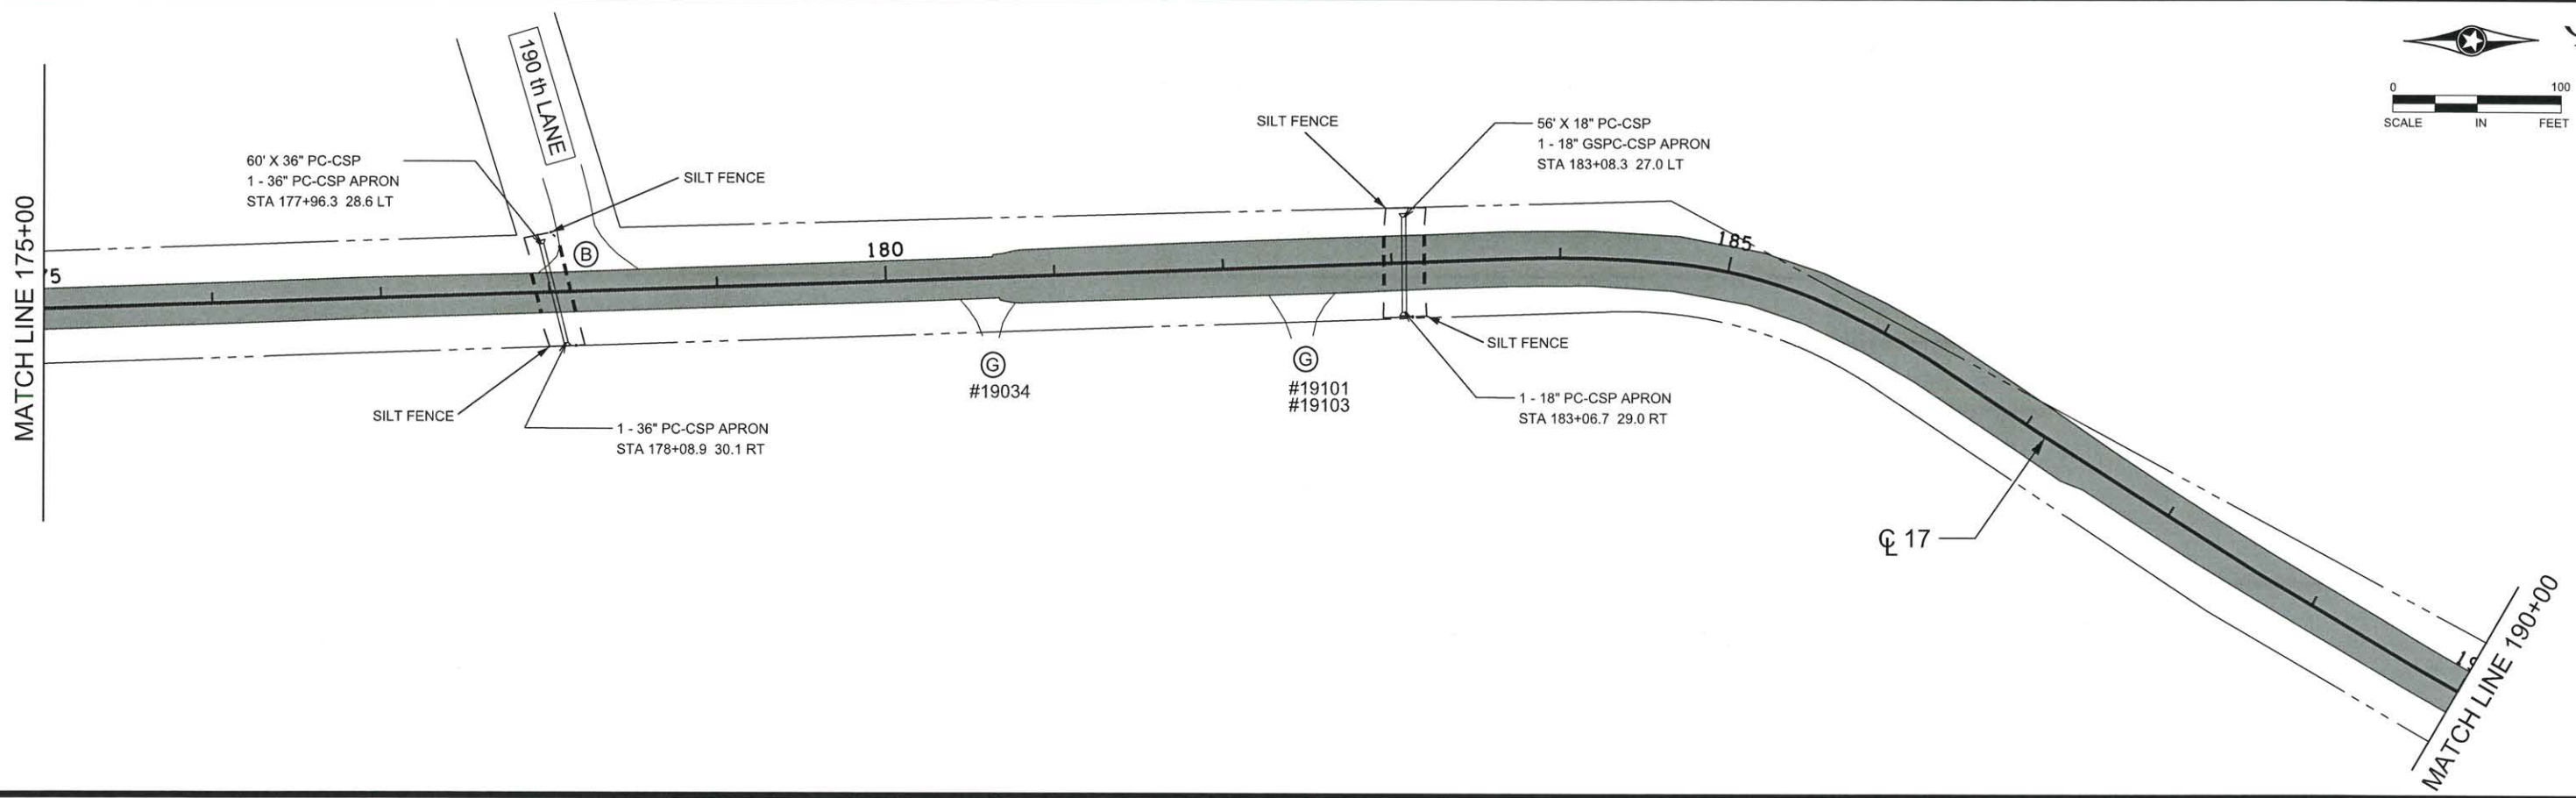 MATCH LINE 175+00
190 th LANE
60' X 36" PC-CSP
1 - 36" PC-CSP APRON
STA 177+96.3 28.6 LT
SILT FENCE
B
180
SILT FENCE
56' X 18" PC-CSP
1 - 18" GSPC-CSP APRON
STA 183+08.3 27.0 LT
0
100
SCALE
IN
FEET
185
SILT FENCE
1 - 36" PC-CSP APRON
STA 178+08.9 30.1 RT
G
#19034
G
#19101
#19103
SILT FENCE
1 - 18" PC-CSP APRON
STA 183+06.7 29.0 RT
℄ 17
MATCH LINE 190+00